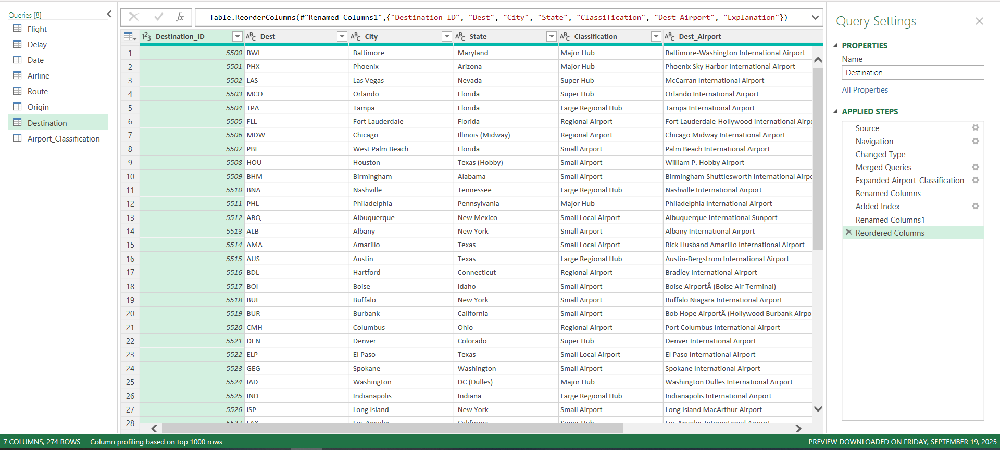 Queries [8]
Flight
Delay
Date
Airline
Route
Origin
Destination
Airport_Classification
fx = Table.ReorderColumns(#"Renamed Columns1",{"Destination_ID", "Dest", "City", "State", "Classification", "Dest_Airport", "Explanation"})
123 Destination_ID ABC Dest ABC City ABC State ABC Classification ABC Dest_Airport
1 5500 BWI Baltimore Maryland Major Hub Baltimore-Washington International Airport
2 5501 PHX Phoenix Arizona Major Hub Phoenix Sky Harbor International Airport
3 5502 LAS Las Vegas Nevada Super Hub McCarran International Airport
4 5503 MCO Orlando Florida Super Hub Orlando International Airport
5 5504 TPA Tampa Florida Large Regional Hub Tampa International Airport
6 5505 FLL Fort Lauderdale Florida Regional Airport Fort Lauderdale-Hollywood International Airpo
7 5506 MDW Chicago Illinois (Midway) Regional Airport Chicago Midway International Airport
8 5507 PBI West Palm Beach Florida Small Airport Palm Beach International Airport
9 5508 HOU Houston Texas (Hobby) Small Airport William P. Hobby Airport
10 5509 BHM Birmingham Alabama Small Airport Birmingham-Shuttlesworth International Airpo
11 5510 BNA Nashville Tennessee Large Regional Hub Nashville International Airport
12 5511 PHL Philadelphia Pennsylvania Major Hub Philadelphia International Airport
13 5512 ABQ Albuquerque New Mexico Small Local Airport Albuquerque International Sunport
14 5513 ALB Albany New York Small Airport Albany International Airport
15 5514 AMA Amarillo Texas Small Local Airport Rick Husband Amarillo International Airport
16 5515 AUS Austin Texas Large Regional Hub Austin-Bergstrom International Airport
17 5516 BDL Hartford Connecticut Regional Airport Bradley International Airport
18 5517 BOI Boise Idaho Small Airport Boise AirportÂ (Boise Air Terminal)
19 5518 BUF Buffalo New York Small Airport Buffalo Niagara International Airport
20 5519 BUR Burbank California Small Airport Bob Hope AirportÂ (Hollywood Burbank Airpo
21 5520 CMH Columbus Ohio Regional Airport Port Columbus International Airport
22 5521 DEN Denver Colorado Super Hub Denver International Airport
23 5522 ELP El Paso Texas Small Local Airport El Paso International Airport
24 5523 GEG Spokane Washington Small Airport Spokane International Airport
25 5524 IAD Washington DC (Dulles) Major Hub Washington Dulles International Airport
26 5525 IND Indianapolis Indiana Large Regional Hub Indianapolis International Airport
27 5526 ISP Long Island New York Small Airport Long Island MacArthur Airport
28 5527 LAX Los Angeles California Super Hub Los Angeles International Airport
7 COLUMNS, 274 ROWS Column profiling based on top 1000 rows
Query Settings
PROPERTIES
Name
Destination
All Properties
APPLIED STEPS
Source
Navigation
Changed Type
Merged Queries
Expanded Airport_Classification
Renamed Columns
Added Index
Renamed Columns1
Reordered Columns
PREVIEW DOWNLOADED ON FRIDAY, SEPTEMBER 19, 2025